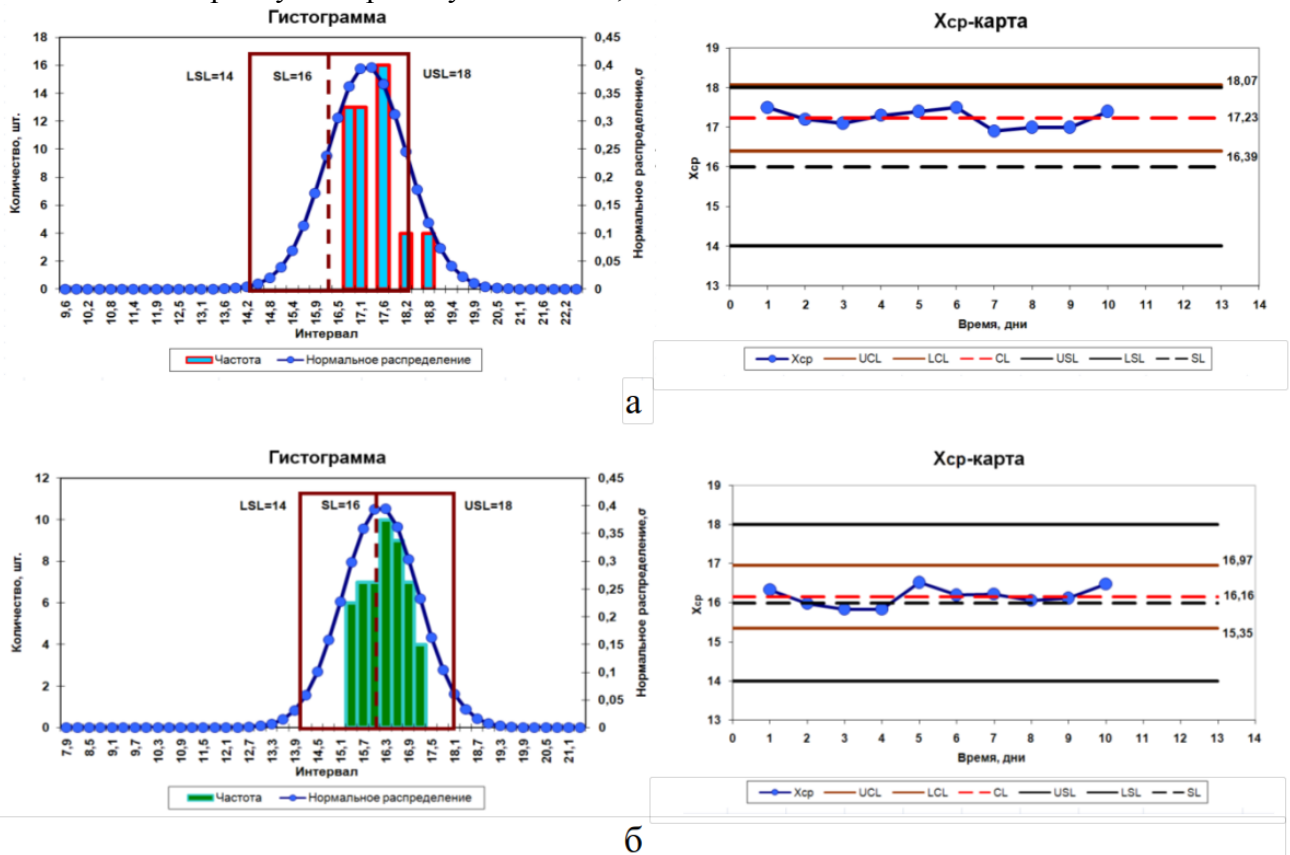 Гистограмма
18
16
14
12
10
8
6
4
2
0
Количество, шт.
LSL=14
SL=16
USL=18
0,45
0,4
0,35
0,3
0,25
0,2
0,15
0,1
0,05
0
Нормальное распределение,σ
9,6 10,2 10,8 11,4 11,9 12,5 13,1 13,6 14,2 14,8 15,4 15,9 16,5 17,1 17,6 18,2 18,8 19,4 19,9 20,5 21,1 21,6 22,2
Интервал
Частота Нормальное распределение
Хср-карта
19
18
17
16
15
14
13
Хср
18,07
17,23
16,39
0 1 2 3 4 5 6 7 8 9 10 11 12 13 14
Время, дни
Хср UCL LCL CL USL LSL SL
а
Гистограмма
12
10
8
6
4
2
0
Количество, шт.
LSL=14
SL=16
USL=18
0,45
0,4
0,35
0,3
0,25
0,2
0,15
0,1
0,05
0
Нормальное распределение,σ
7,9 8,5 9,1 9,7 10,3 10,9 11,5 12,1 12,7 13,3 13,9 14,5 15,1 15,7 16,3 16,9 17,5 18,1 18,7 19,3 19,9 20,5 21,1
Интервал
Частота Нормальное распределение
Хср-карта
19
18
17
16
15
14
13
Хср
16,97
16,16
15,35
0 1 2 3 4 5 6 7 8 9 10 11 12 13 14
Время, дни
Хср UCL LCL CL USL LSL SL
б